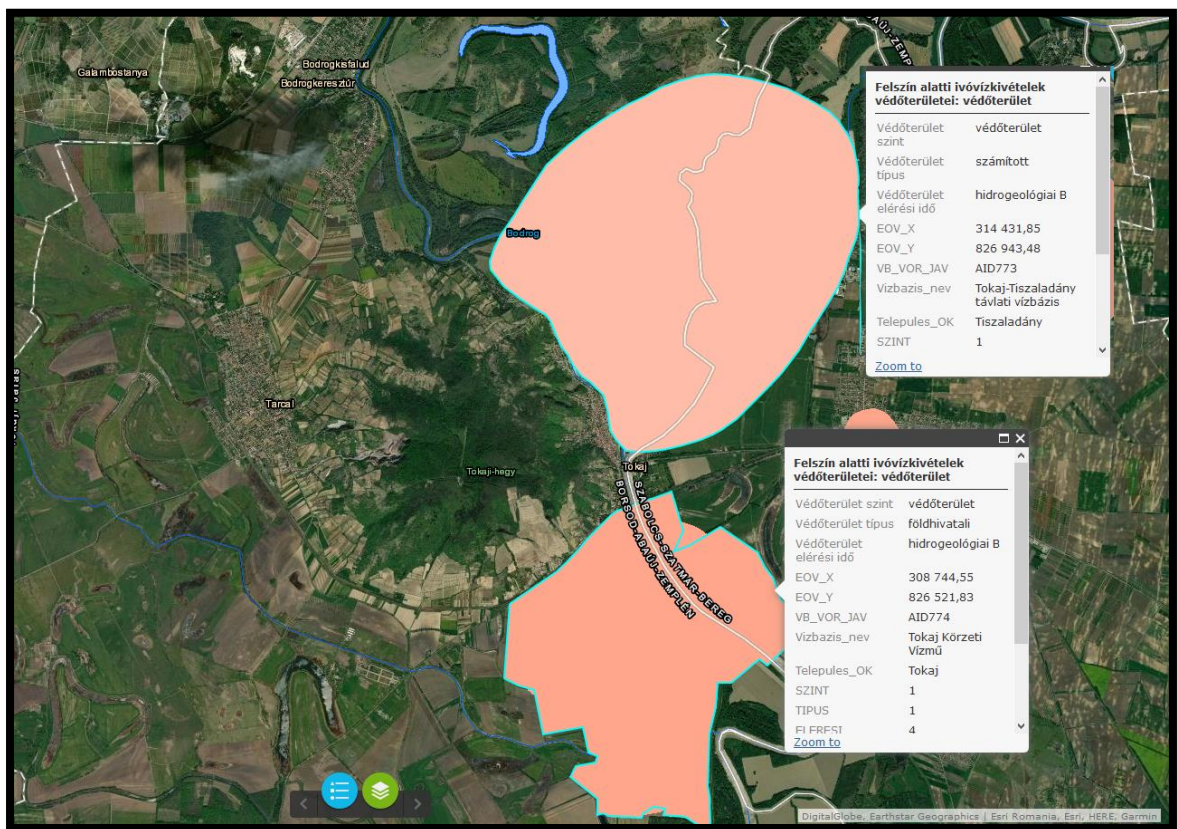 Galambostanya
Bodrogkisfalud
Bodrogkeresztúr
Bodrog
Tarcal
Tokaji-hegy
Tokaj
SZABOLCS-SZATMÁR-BEREG
BORSOD-ABAÚJ-ZEMPLÉN
Felszín alatti ivóvízkivételek
védőterületei: védőterület
Védőterület szint védőterület
Védőterület típus számított
Védőterület elérési idő hidrogeológiai B
EOV_X 314 431,85
EOV_Y 826 943,48
VB_VOR_JAV AID773
Vizbazis_nev Tokaj-Tiszaladány távlati vízbázis
Telepules_OK Tiszaladány
SZINT 1
Zoom to
Felszín alatti ivóvízkivételek
védőterületei: védőterület
Védőterület szint védőterület
Védőterület típus földhivatali
Védőterület elérési idő hidrogeológiai B
EOV_X 308 744,55
EOV_Y 826 521,83
VB_VOR_JAV AID774
Vizbazis_nev Tokaj Körzeti Vízmű
Telepules_OK Tokaj
SZINT 1
TIPUS 1
ELERESI 4
Zoom to
DigitalGlobe, Earthstar Geographics | Esri Romania, Esri, HERE, Garmin